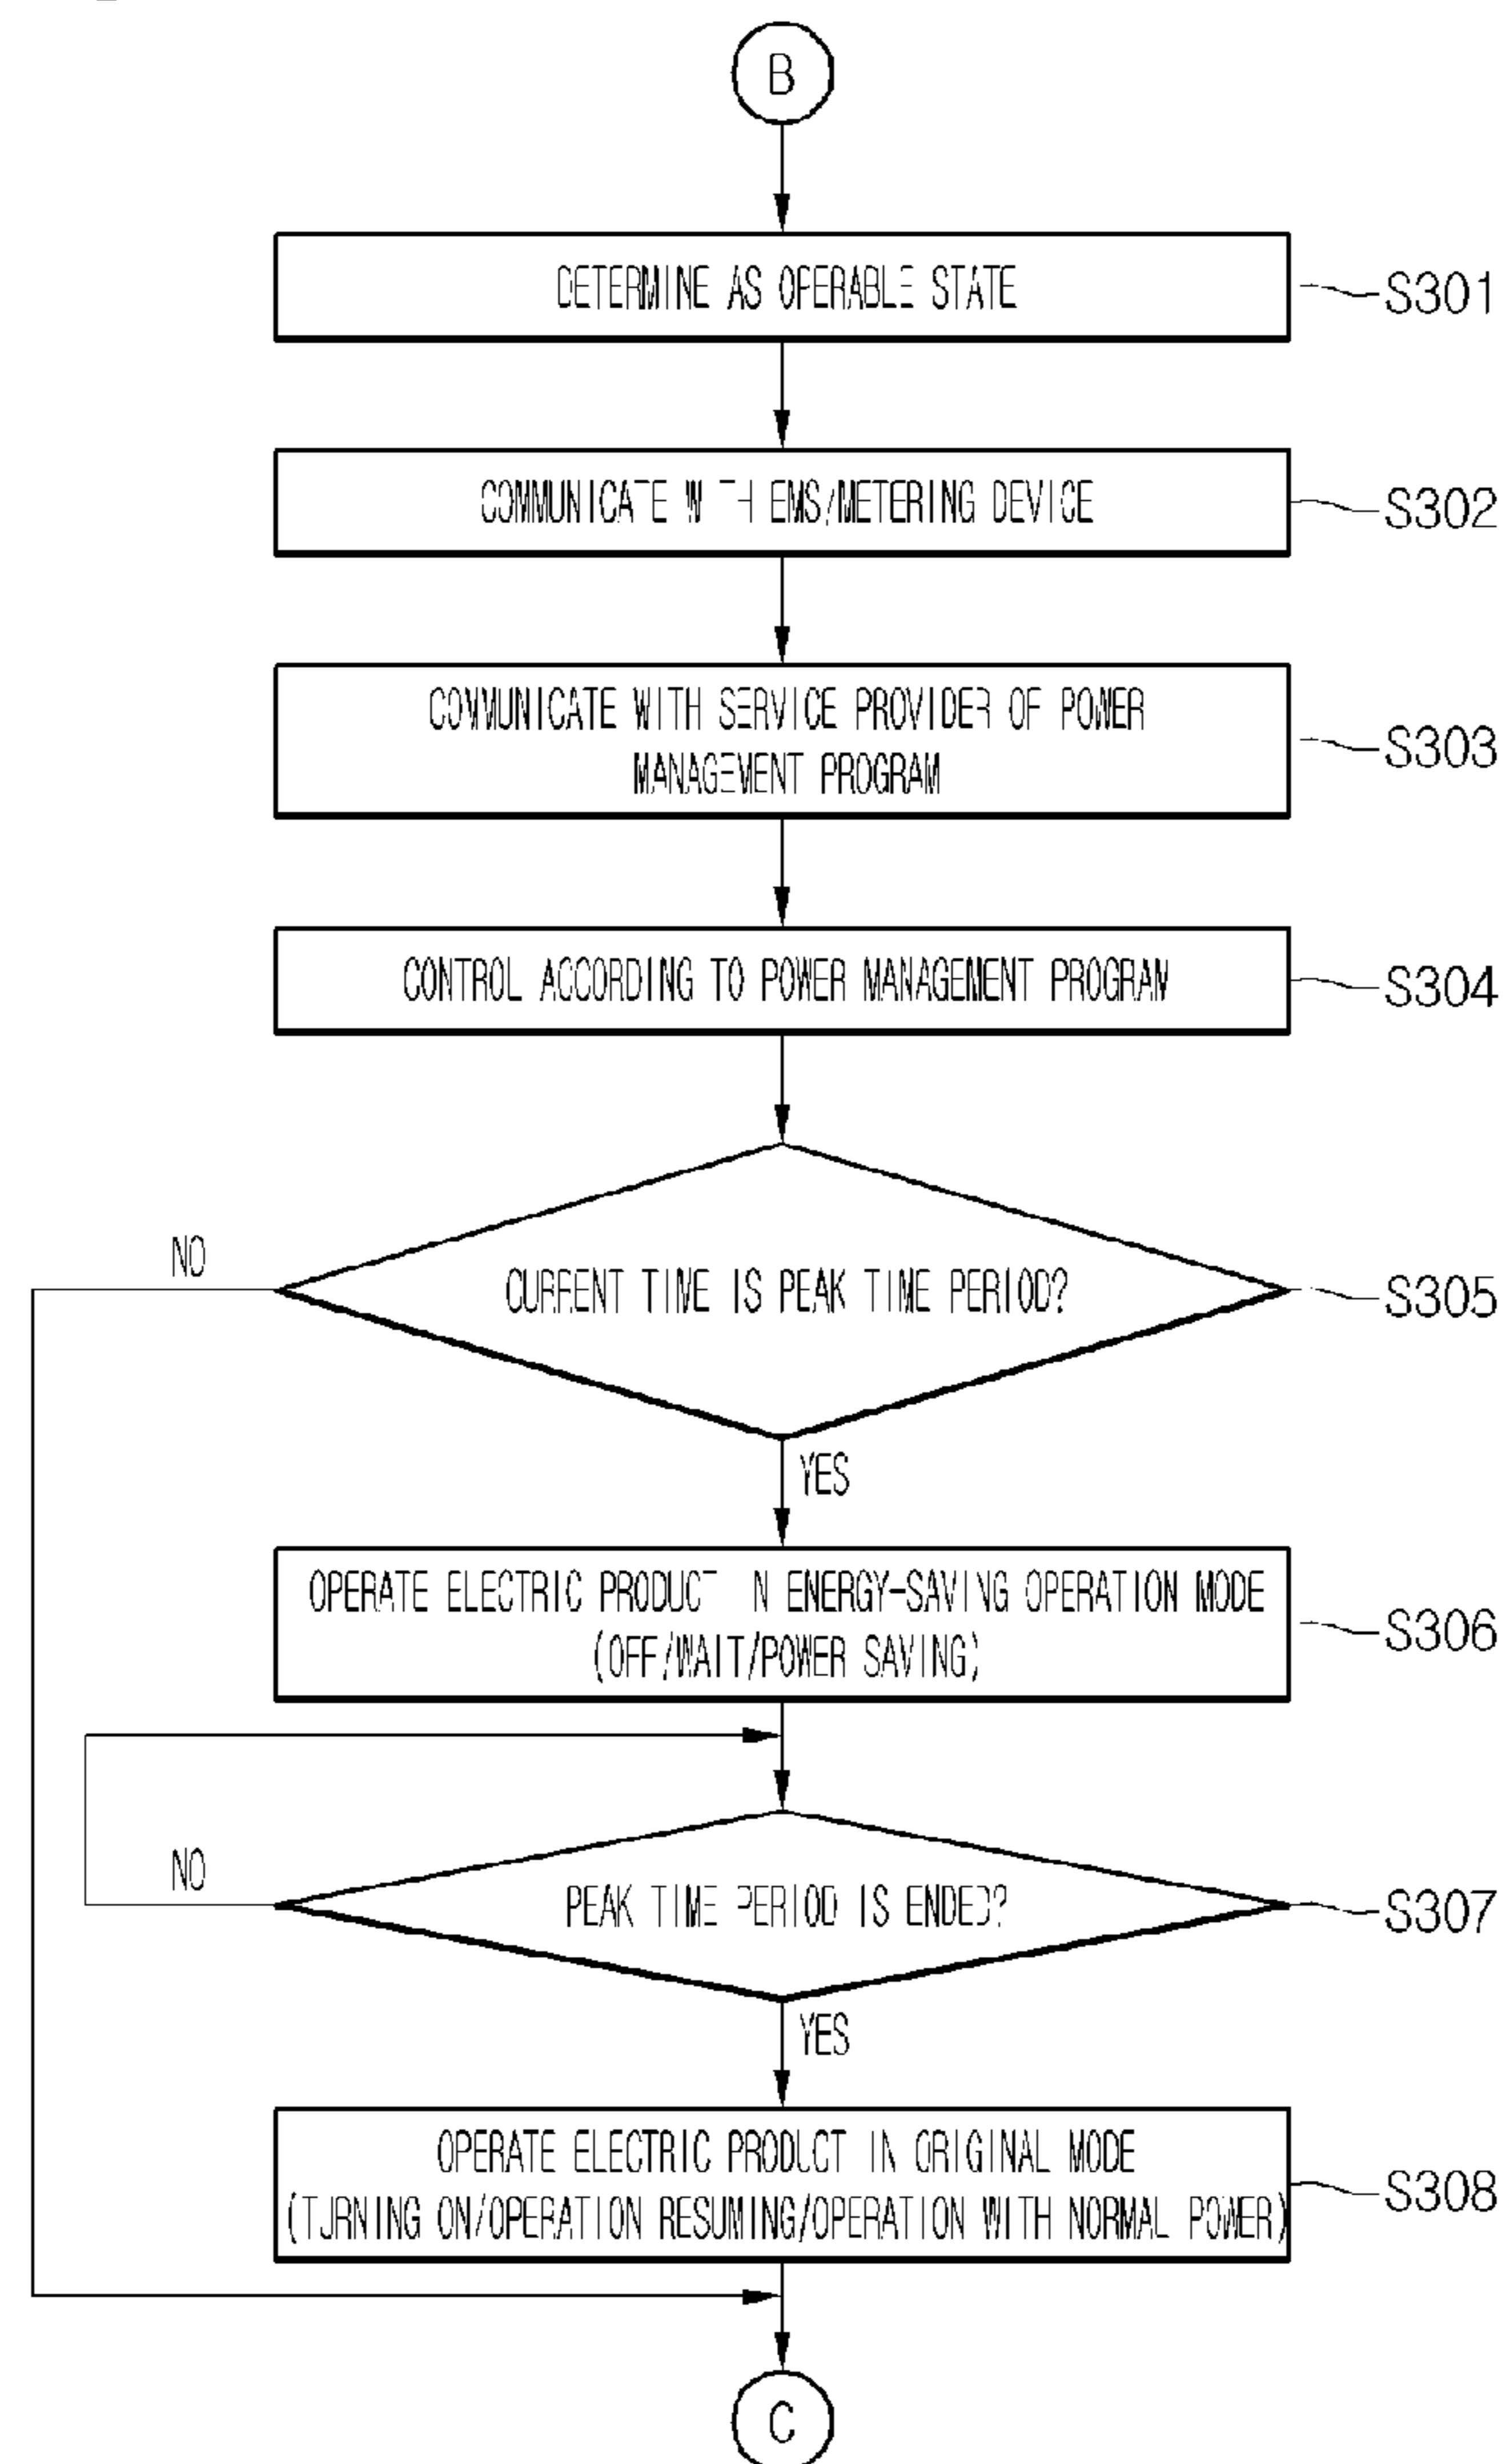 B
DETERMINE AS OPERABLE STATE
S301
COMMUNICATE WITH EMS/METERING DEVICE
S302
COMMUNICATE WITH SERVICE PROVIDER OF POWER
MANAGEMENT PROGRAM
S303
CONTROL ACCORDING TO POWER MANAGEMENT PROGRAM
S304
NO
CURRENT TIME IS PEAK TIME PERIOD?
S305
YES
OPERATE ELECTRIC PRODUCT IN ENERGY-SAVING OPERATION MODE
(OFF/WAIT/POWER SAVING)
S306
NO
PEAK TIME PERIOD IS ENDED?
S307
YES
OPERATE ELECTRIC PRODUCT IN ORIGINAL MODE
(TURNING ON/OPERATION RESUMING/OPERATION WITH NORMAL POWER)
S308
C